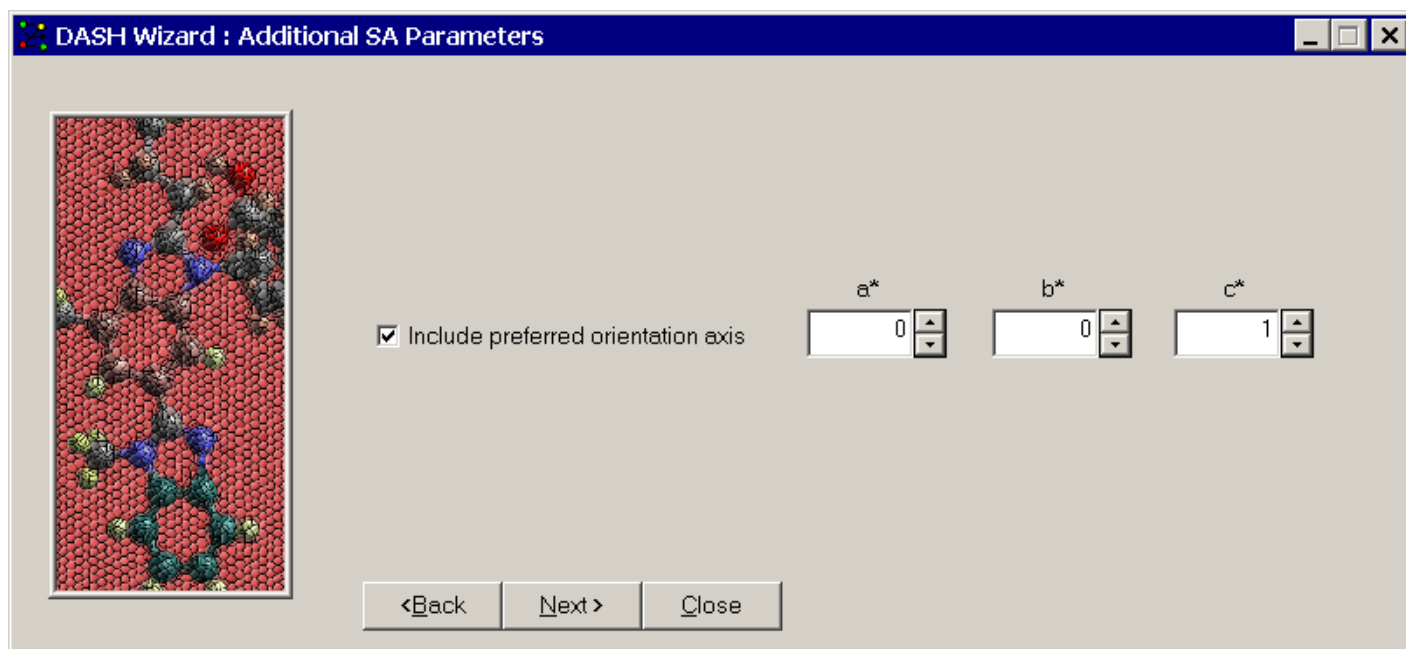 DASH Wizard : Additional SA Parameters
a* b* c*
Include preferred orientation axis 0 0 1
<Back Next> Close